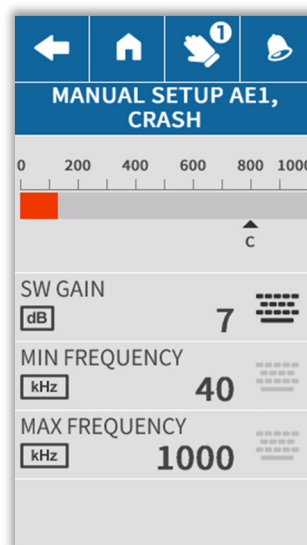 1
MANUAL SETUP AE1,
CRASH
0 200 400 600 800 1000
C
SW GAIN
dB 7
MIN FREQUENCY
kHz 40
MAX FREQUENCY
kHz 1000